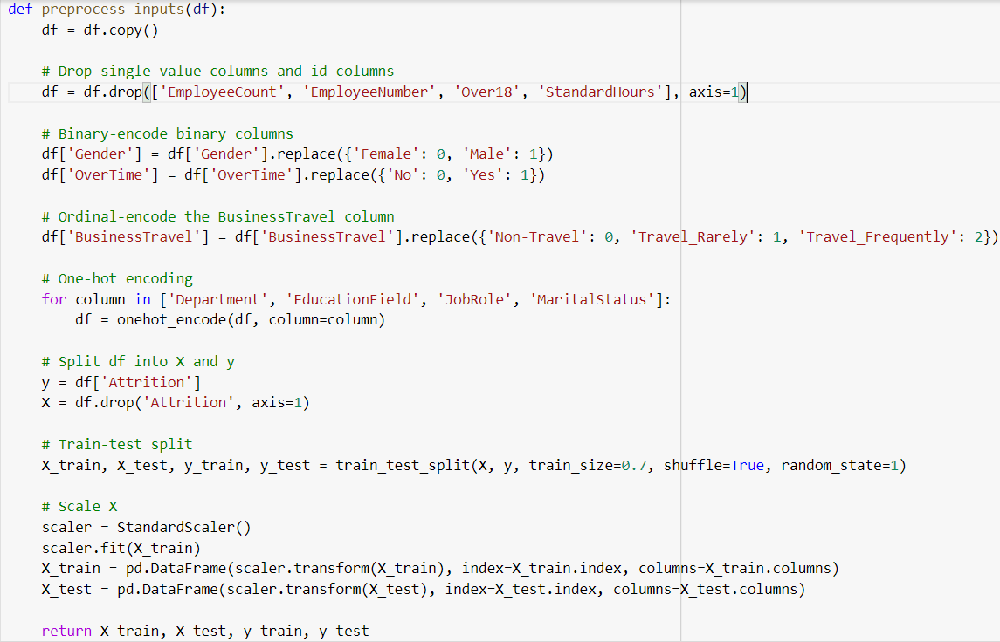 def preprocess_inputs(df):
    df = df.copy()

    # Drop single-value columns and id columns
    df = df.drop(['EmployeeCount', 'EmployeeNumber', 'Over18', 'StandardHours'], axis=1)

    # Binary-encode binary columns
    df['Gender'] = df['Gender'].replace({'Female': 0, 'Male': 1})
    df['OverTime'] = df['OverTime'].replace({'No': 0, 'Yes': 1})

    # Ordinal-encode the BusinessTravel column
    df['BusinessTravel'] = df['BusinessTravel'].replace({'Non-Travel': 0, 'Travel_Rarely': 1, 'Travel_Frequently': 2})

    # One-hot encoding
    for column in ['Department', 'EducationField', 'JobRole', 'MaritalStatus']:
        df = onehot_encode(df, column=column)

    # Split df into X and y
    y = df['Attrition']
    X = df.drop('Attrition', axis=1)

    # Train-test split
    X_train, X_test, y_train, y_test = train_test_split(X, y, train_size=0.7, shuffle=True, random_state=1)

    # Scale X
    scaler = StandardScaler()
    scaler.fit(X_train)
    X_train = pd.DataFrame(scaler.transform(X_train), index=X_train.index, columns=X_train.columns)
    X_test = pd.DataFrame(scaler.transform(X_test), index=X_test.index, columns=X_test.columns)

    return X_train, X_test, y_train, y_test